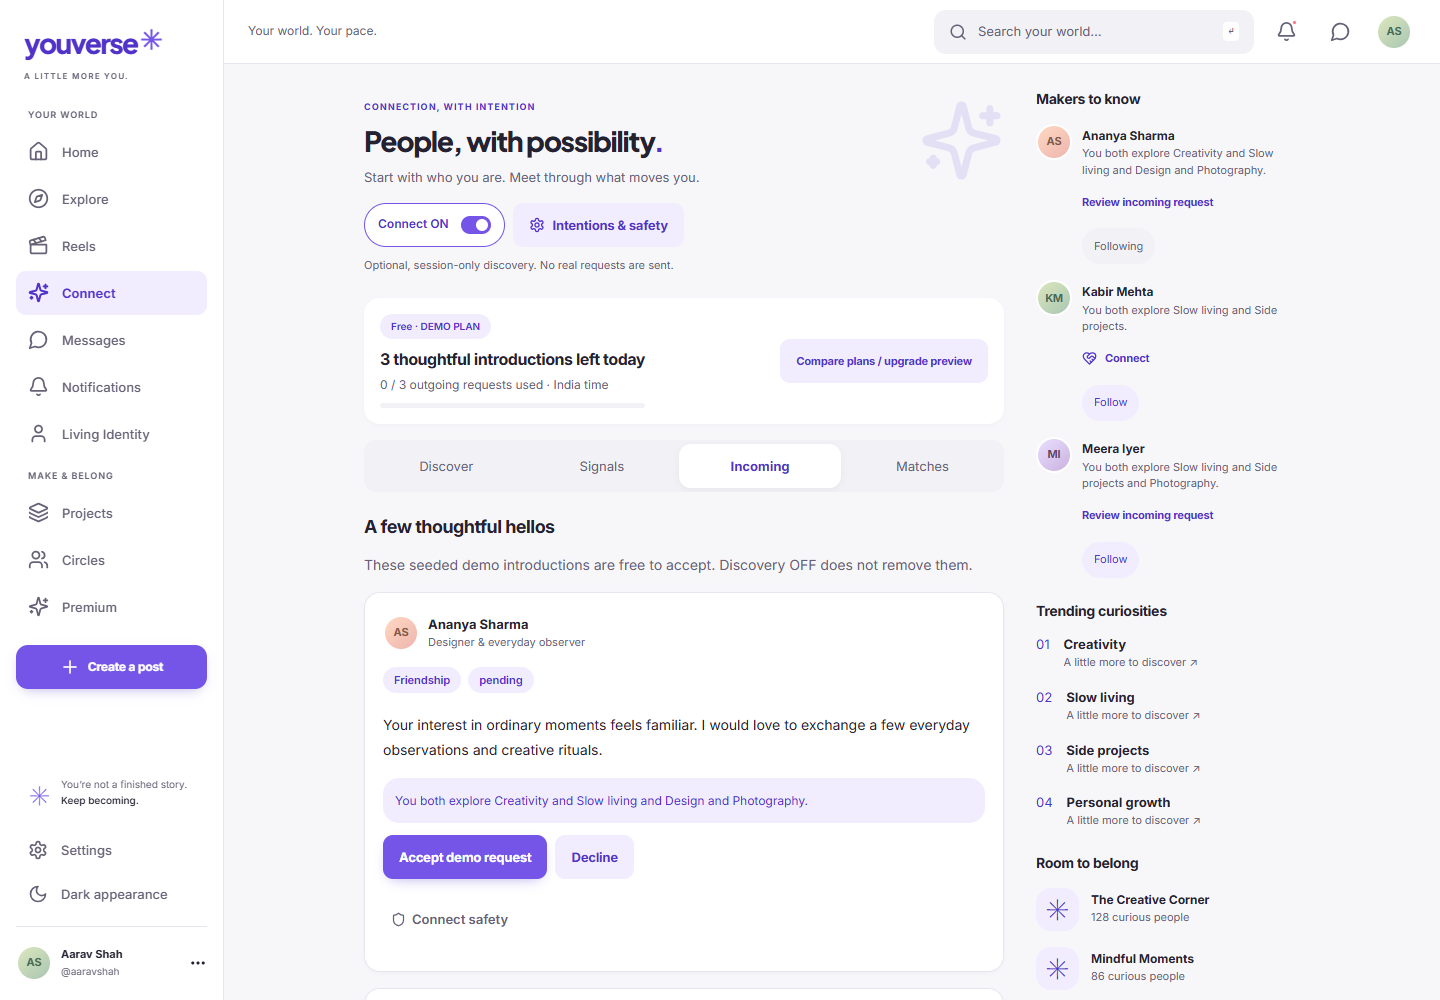 youverse
A LITTLE MORE YOU.
YOUR WORLD
Home
Explore
Reels
Connect
Messages
Notifications
Living Identity
MAKE & BELONG
Projects
Circles
Premium
Create a post
You're not a finished story.
Keep becoming.
Settings
Dark appearance
AS
Aarav Shah
@aaravshah
Your world. Your pace.
Search your world...
AS
CONNECTION, WITH INTENTION
People, with possibility.
Start with who you are. Meet through what moves you.
Connect ON
Intentions & safety
Optional, session-only discovery. No real requests are sent.
Free · DEMO PLAN
3 thoughtful introductions left today
0 / 3 outgoing requests used · India time
Compare plans / upgrade preview
Discover
Signals
Incoming
Matches
A few thoughtful hellos
These seeded demo introductions are free to accept. Discovery OFF does not remove them.
AS
Ananya Sharma
Designer & everyday observer
Friendship
pending
Your interest in ordinary moments feels familiar. I would love to exchange a few everyday
observations and creative rituals.
You both explore Creativity and Slow living and Design and Photography.
Accept demo request
Decline
Connect safety
Makers to know
AS
Ananya Sharma
You both explore Creativity and Slow
living and Design and Photography.
Review incoming request
Following
KM
Kabir Mehta
You both explore Slow living and Side
projects.
Connect
Follow
MI
Meera Iyer
You both explore Slow living and Side
projects and Photography.
Review incoming request
Follow
Trending curiosities
01 Creativity
A little more to discover ↗
02 Slow living
A little more to discover ↗
03 Side projects
A little more to discover ↗
04 Personal growth
A little more to discover ↗
Room to belong
The Creative Corner
128 curious people
Mindful Moments
86 curious people